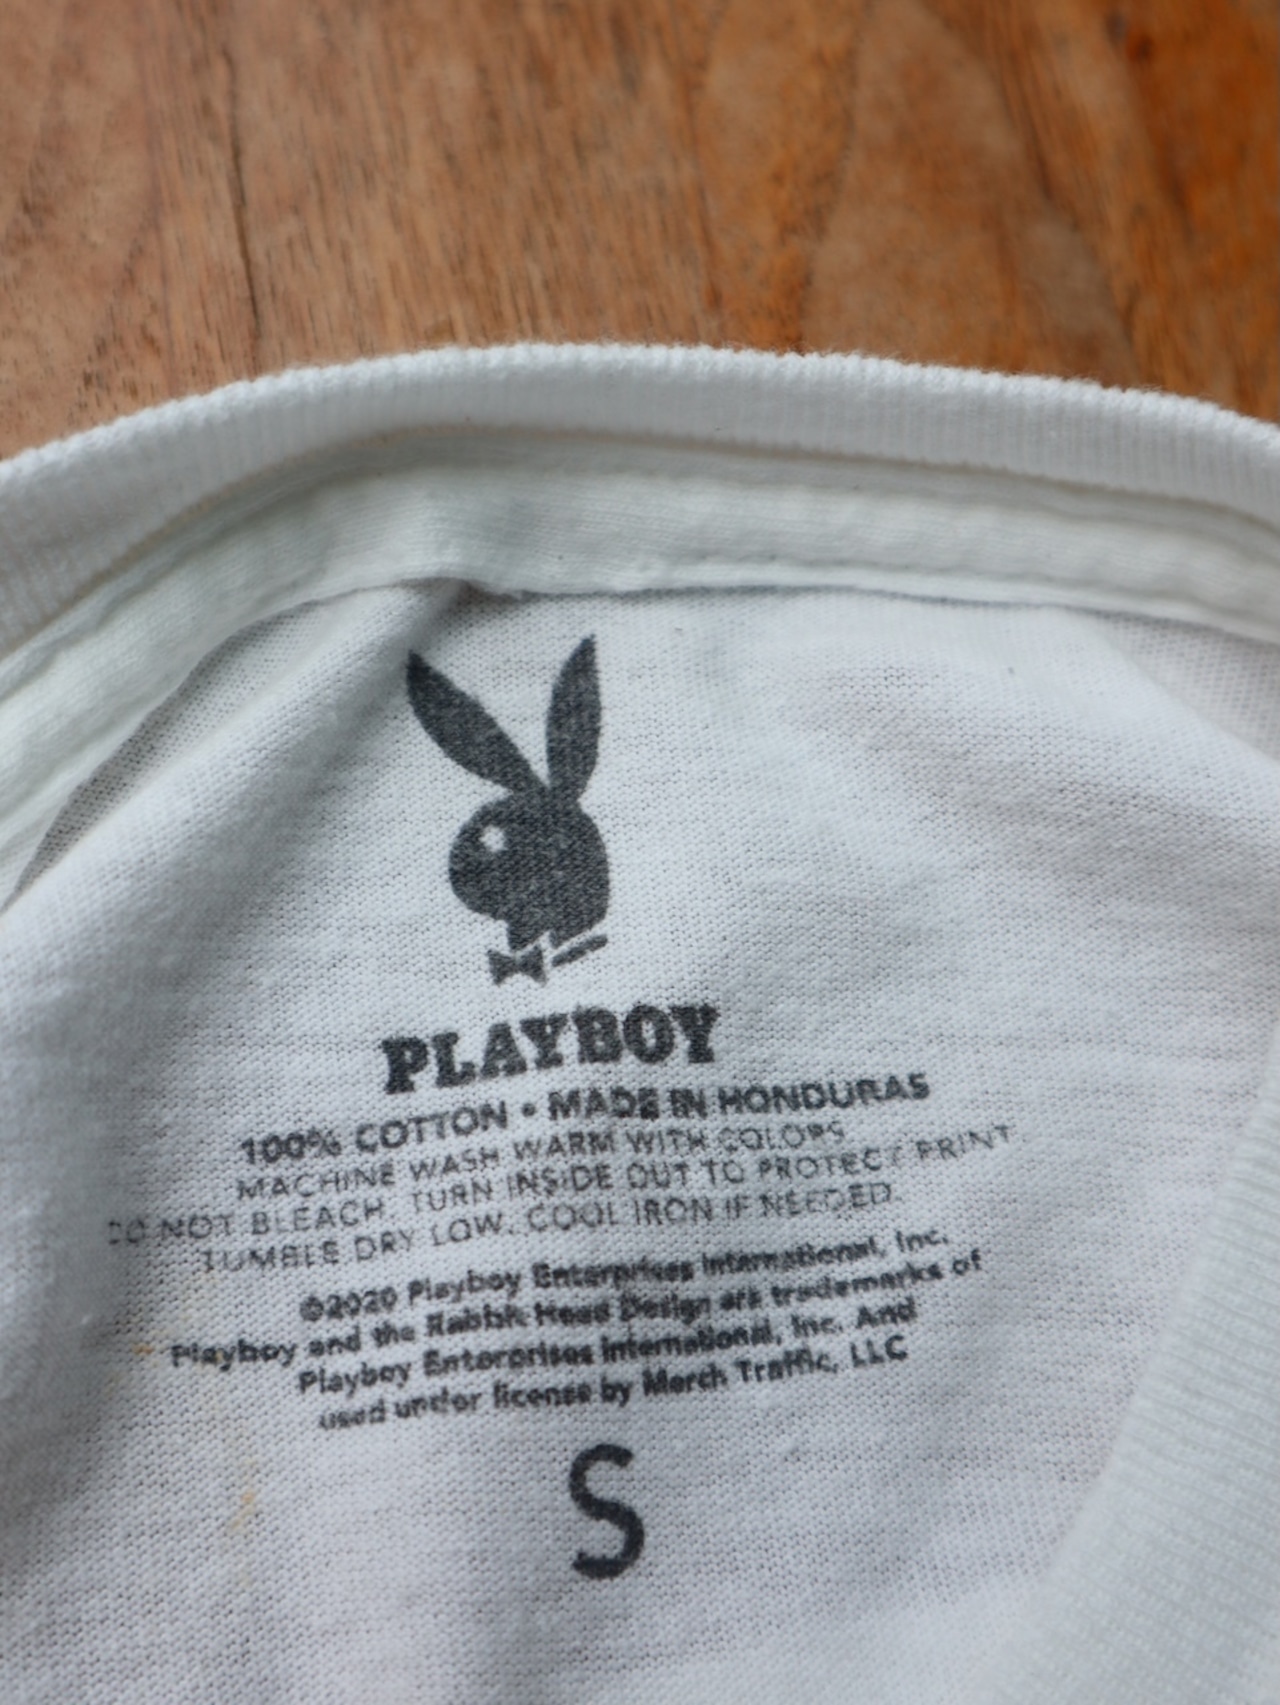 PLAYBOY
100% COTTON • MADE IN HONDURAS
MACHINE WASH WARM WITH COLORS
DO NOT BLEACH. TURN INSIDE OUT TO PROTECT PRINT
TUMBLE DRY LOW. COOL IRON IF NEEDED.
©2020 Playboy Enterprises International, Inc.
Playboy and the Rabbit Head Design are trademarks of
Playboy Enterprises International, Inc. And
used under license by Merch Traffic, LLC
S